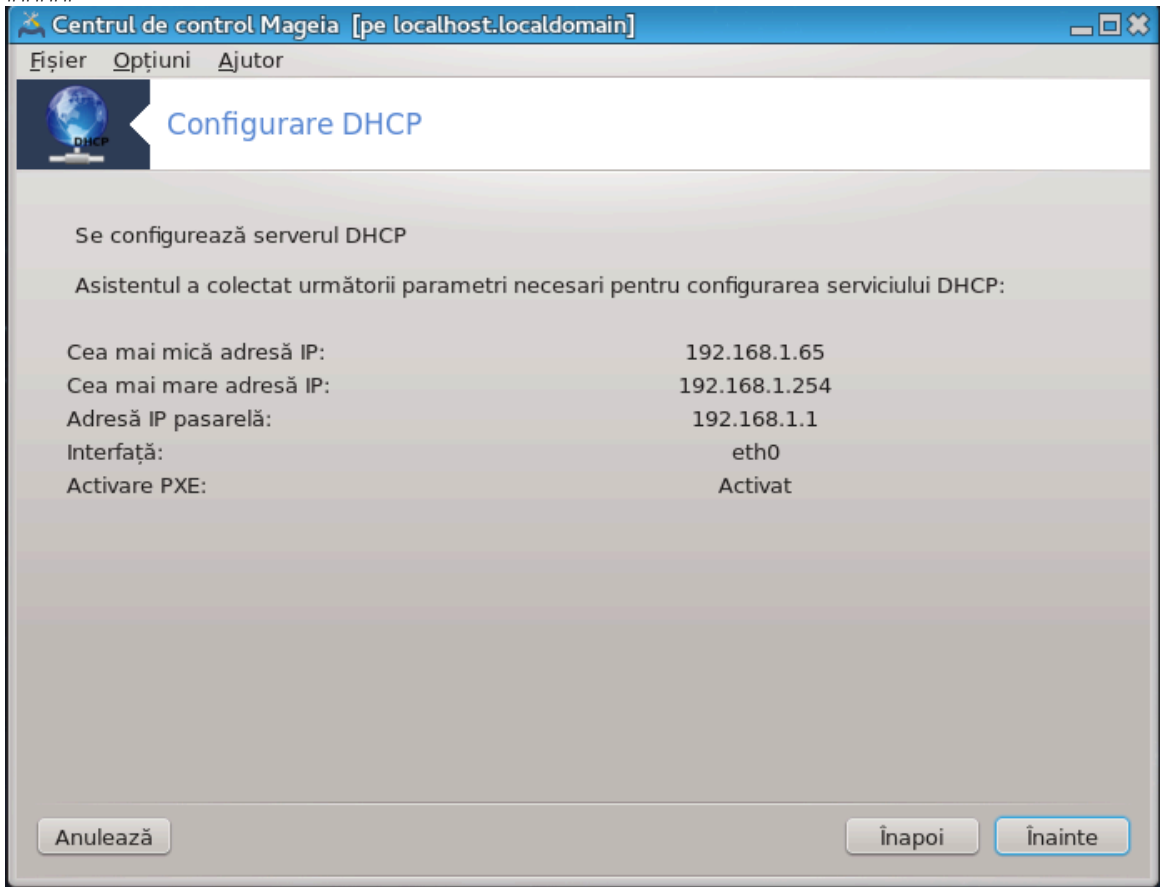 Centrul de control Mageia [pe localhost.localdomain]
Fișier Opțiuni Ajutor
DHCP
Configurare DHCP
Se configurează serverul DHCP
Asistentul a colectat următorii parametri necesari pentru configurarea serviciului DHCP:
Cea mai mică adresă IP: 192.168.1.65
Cea mai mare adresă IP: 192.168.1.254
Adresă IP pasarelă: 192.168.1.1
Interfață: eth0
Activare PXE: Activat
Anulează Înapoi Înainte